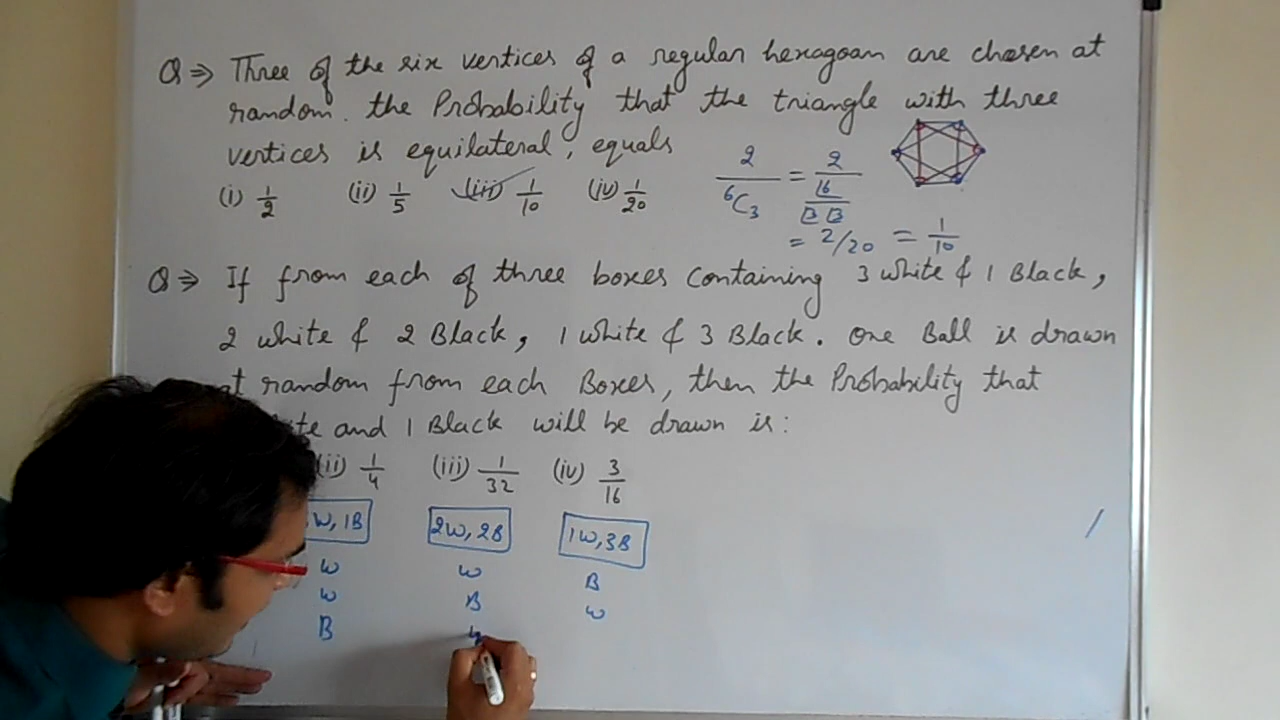 Q ⇒ Three of the six vertices of a regular hexagoan are chosen at
random. the Probability that the triangle with three
vertices is equilateral, equals
(i) 1/2 (ii) 1/5 (iii) 1/10 (iv) 1/20
2/⁶C₃ = 2/
= 2/20 = 1/10
Q ⇒ If from each of three boxes containing 3 white & 1 Black,
2 white & 2 Black, 1 white & 3 Black. One Ball is drawn
at random from each Boxes, then the Probability that
and 1 Black will be drawn is:
(ii) 1/4 (iii) 1/32 (iv) 3/16
W, 1B 2W, 2B 1W, 3B
W W B
W B W
B